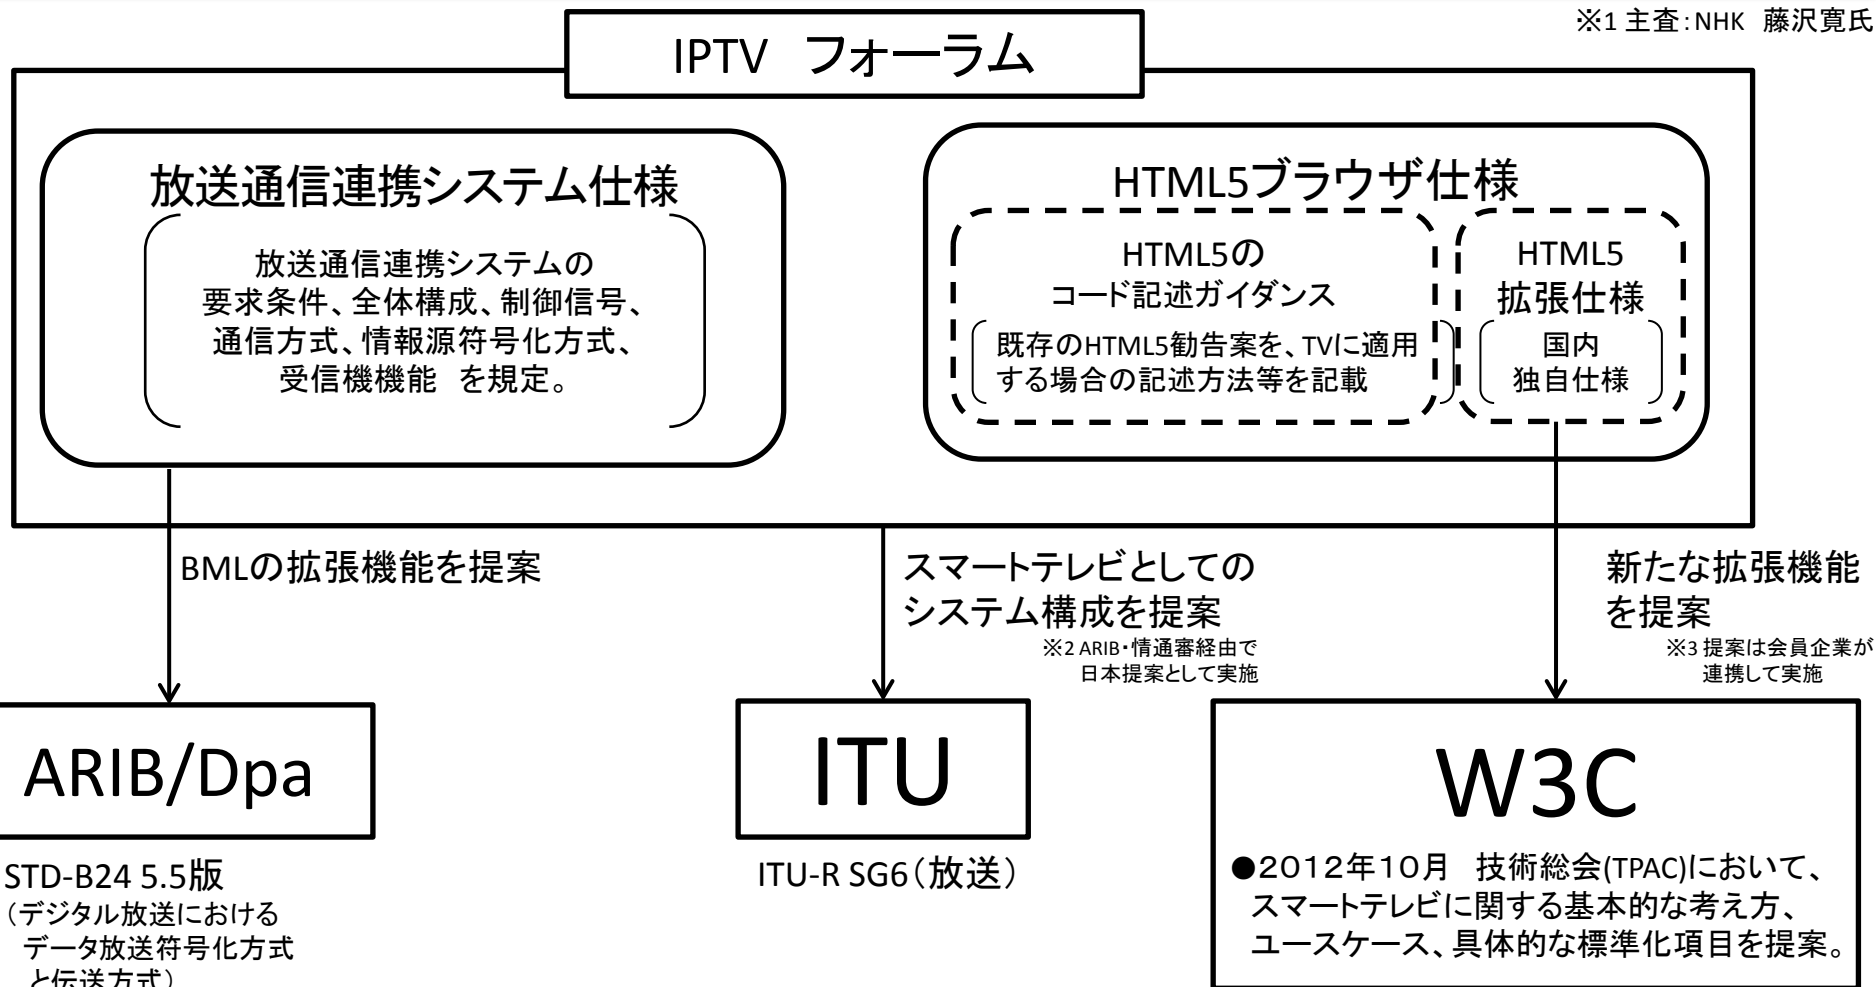 ※1 主査：NHK　藤沢寛氏
IPTV　フォーラム
放送通信連携システム仕様
放送通信連携システムの
要求条件、全体構成、制御信号、
通信方式、情報源符号化方式、
受信機機能　を規定。
HTML5ブラウザ仕様
HTML5の
コード記述ガイダンス
既存のHTML5勧告案を、TVに適用
する場合の記述方法等を記載
HTML5
拡張仕様
国内
独自仕様
BMLの拡張機能を提案
スマートテレビとしての
システム構成を提案
※2 ARIB・情通審経由で
日本提案として実施
新たな拡張機能
を提案
※3 提案は会員企業が
連携して実施
ARIB/Dpa
STD-B24 5.5版
（デジタル放送における
データ放送符号化方式
と伝送方式）
ITU
ITU-R SG6（放送）
W3C
●２０１２年１０月　技術総会(TPAC)において、
スマートテレビに関する基本的な考え方、
ユースケース、具体的な標準化項目を提案。